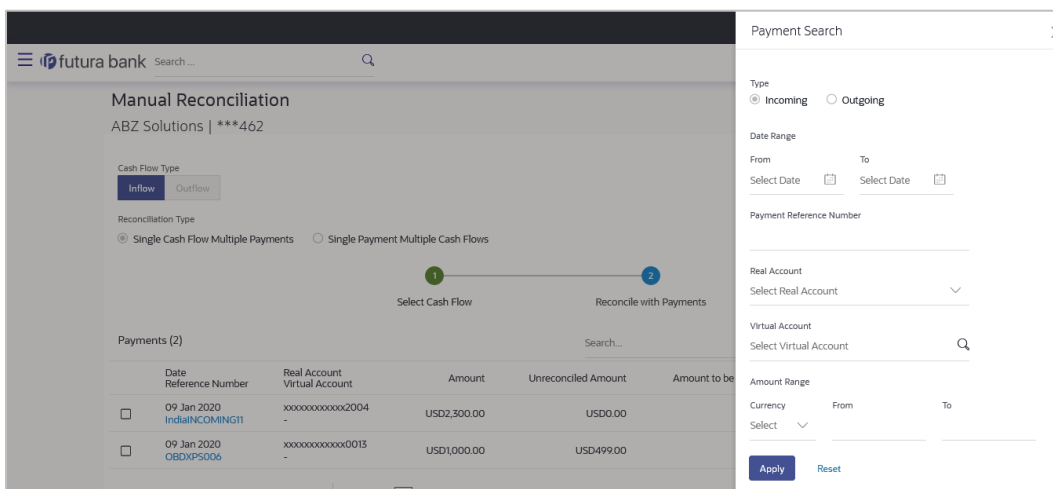 Payment Search
futura bank Search ...
Manual Reconciliation
ABZ Solutions | ***462
Cash Flow Type
Inflow Outflow
Reconciliation Type
Single Cash Flow Multiple Payments Single Payment Multiple Cash Flows
1 2
Select Cash Flow Reconcile with Payments
Payments (2) Search...
Date Real Account Amount Unreconciled Amount Amount to be
Reference Number Virtual Account
09 Jan 2020 xxxxxxxxxxxx2004 USD2,300.00 USD0.00
IndiaINCOMING11 -
09 Jan 2020 xxxxxxxxxxxx0013 USD1,000.00 USD499.00
OBDXPS006 -
Type
Incoming Outgoing
Date Range
From To
Select Date Select Date
Payment Reference Number
Real Account
Select Real Account
Virtual Account
Select Virtual Account
Amount Range
Currency From To
Select
Apply Reset